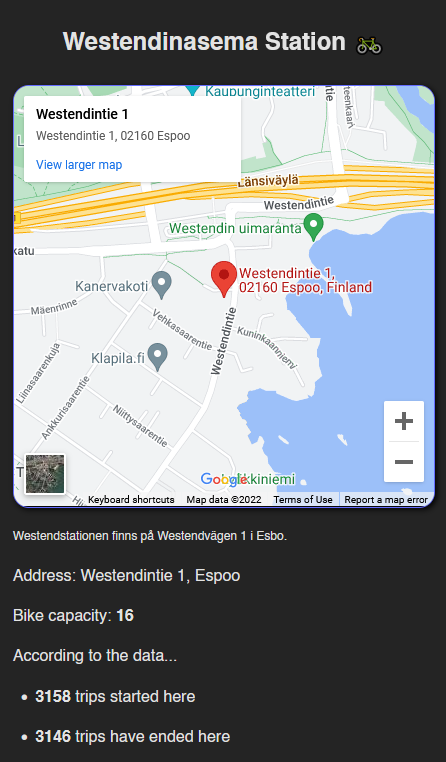 Westendinasema Station
Kaupunginteatteri
Westendintie 1
Westendintie 1, 02160 Espoo
View larger map
Länsiväylä
Westendintie
Westendin uimaranta
katu
Westendintie 1,
02160 Espoo, Finland
Kanervakoti
Mäenrinne
Vehkasaarentie
Kuninkaanniemi
Westendintie
Klapila.fi
Liinasaarenkuja
Ankkurisaarentie
Niittysaarentie
Google
Keyboard shortcuts Map data ©2022 Terms of Use Report a map error
Westendstationen finns på Westendvägen 1 i Esbo.
Address: Westendintie 1, Espoo
Bike capacity: 16
According to the data...
• 3158 trips started here
• 3146 trips have ended here